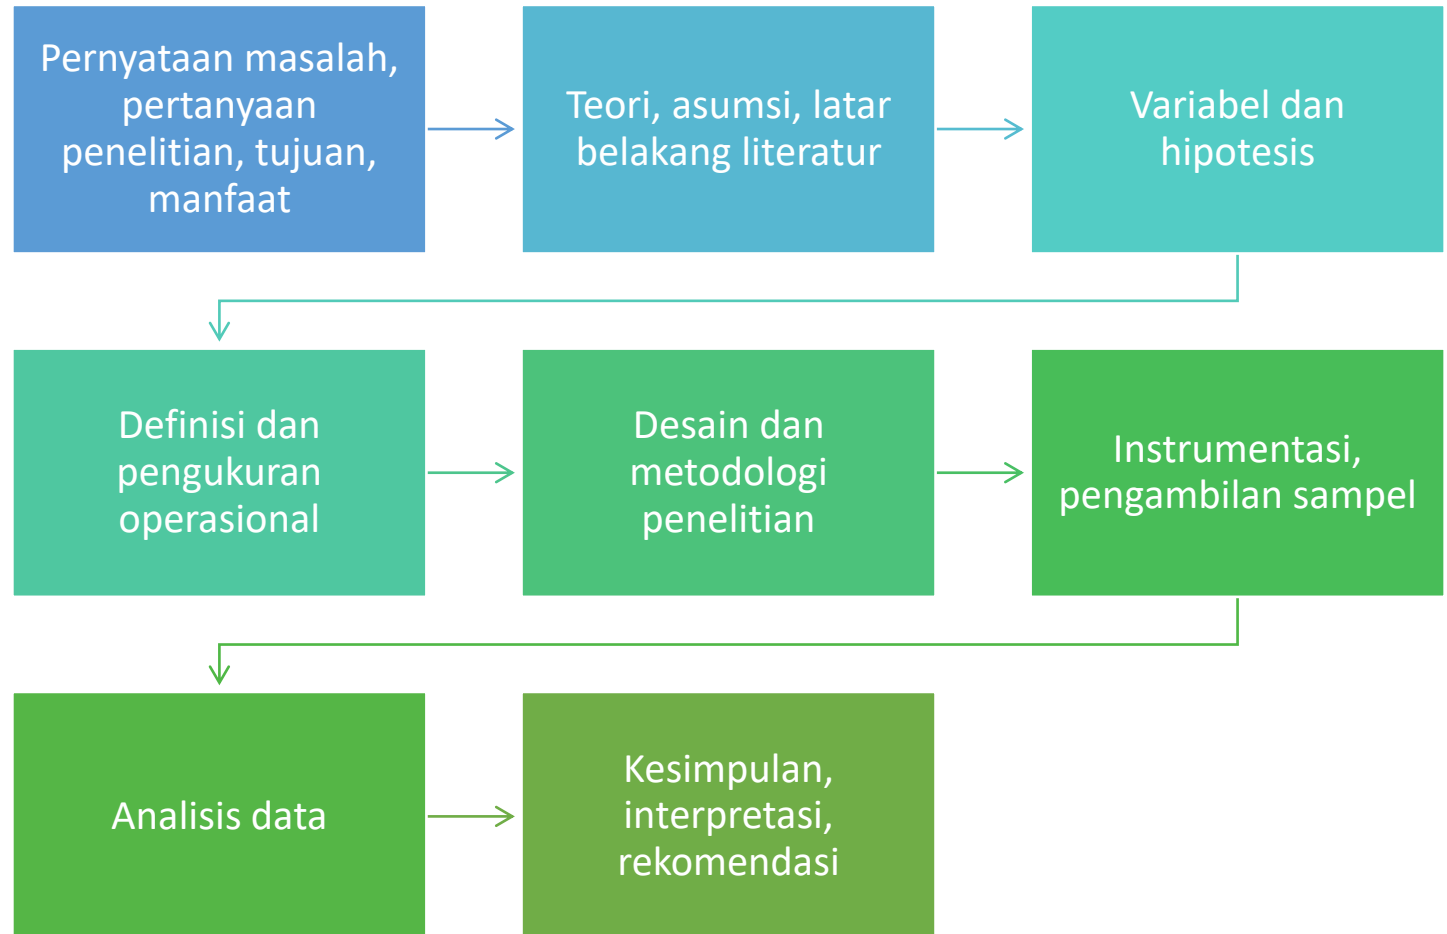 Pernyataan masalah,
pertanyaan
penelitian, tujuan,
manfaat
Teori, asumsi, latar
belakang literatur
Variabel dan
hipotesis
Definisi dan
pengukuran
operasional
Desain dan
metodologi
penelitian
Instrumentasi,
pengambilan sampel
Analisis data
Kesimpulan,
interpretasi,
rekomendasi